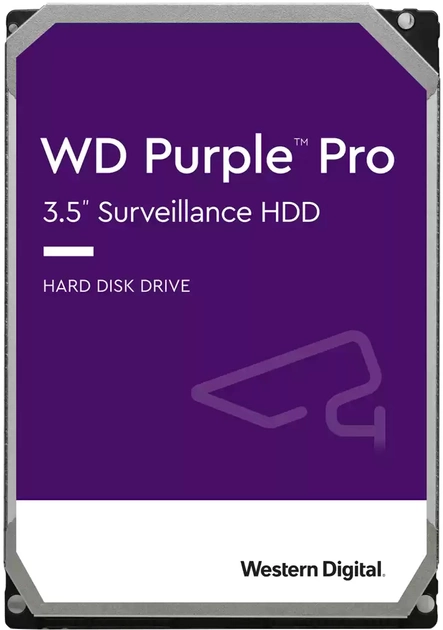 WD Purple™ Pro
3.5" Surveillance HDD
HARD DISK DRIVE
Western Digital.